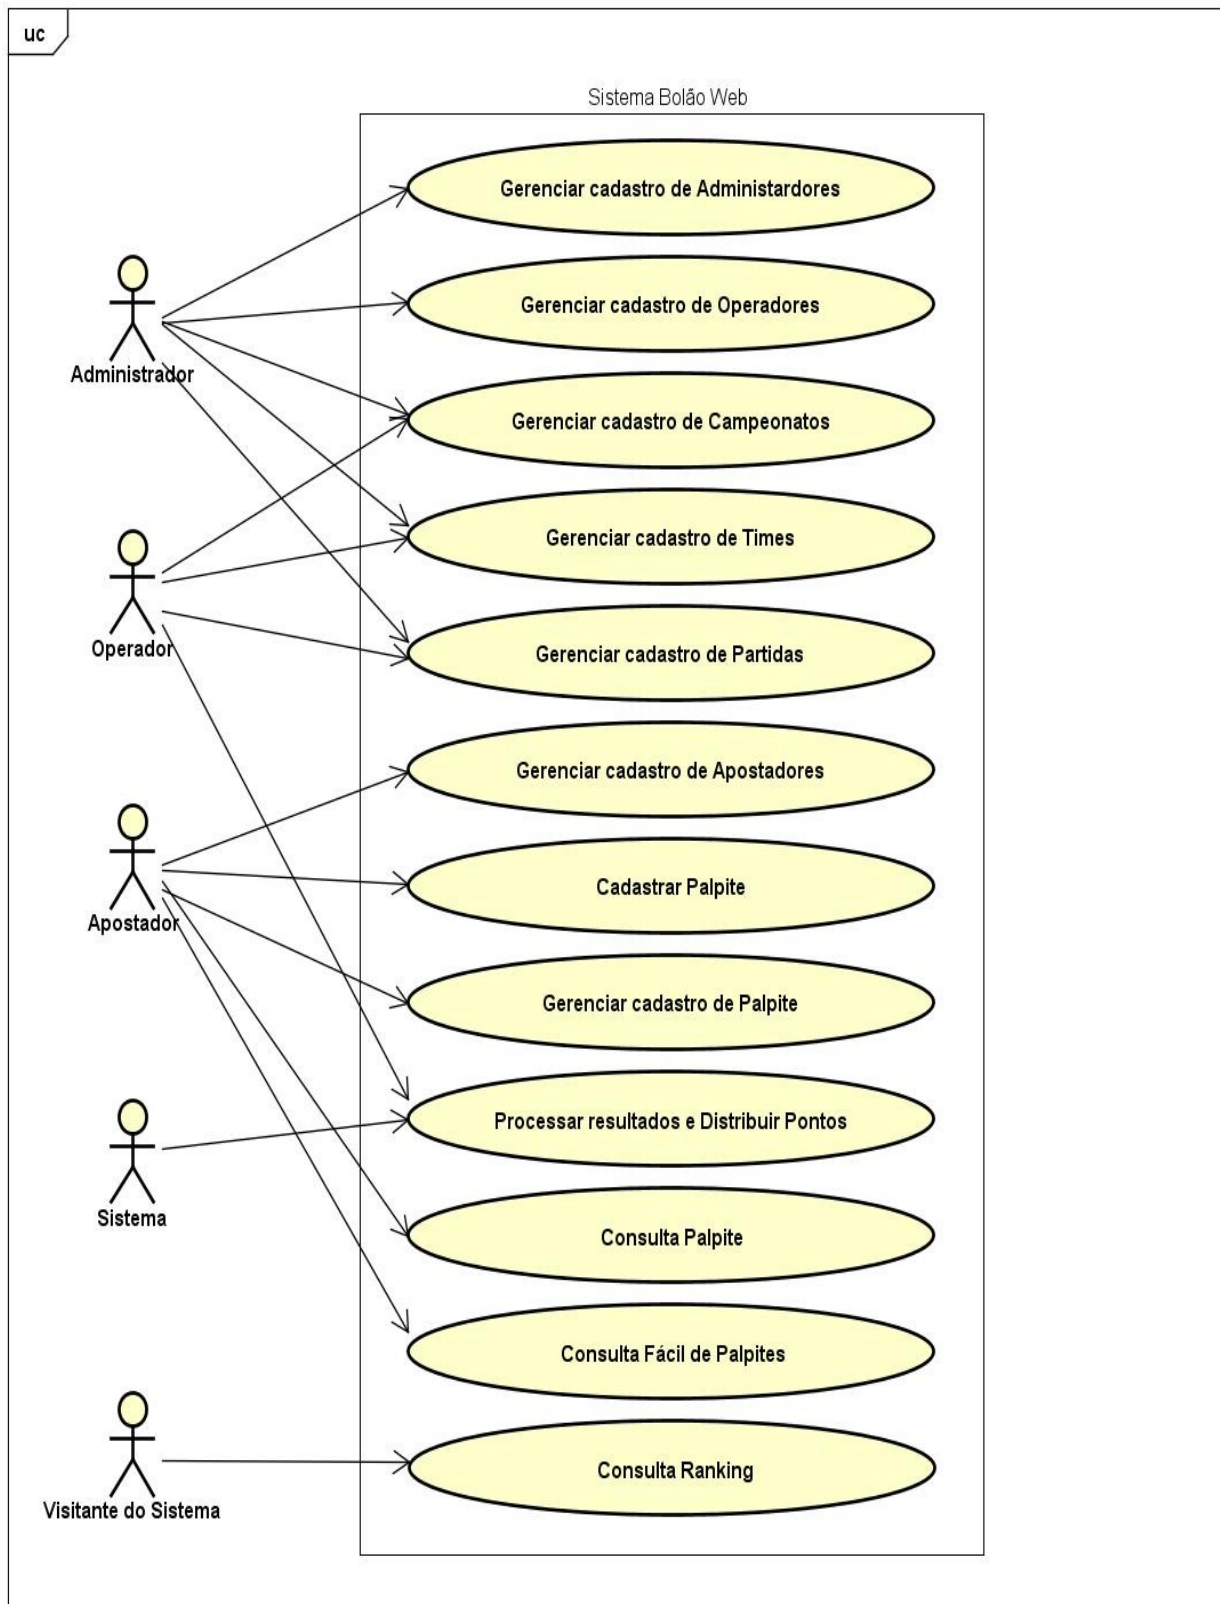 uc
Sistema Bolão Web
Gerenciar cadastro de Administardores
Gerenciar cadastro de Operadores
Administrador
Gerenciar cadastro de Campeonatos
Gerenciar cadastro de Times
Operador
Gerenciar cadastro de Partidas
Gerenciar cadastro de Apostadores
Cadastrar Palpite
Apostador
Gerenciar cadastro de Palpite
Processar resultados e Distribuir Pontos
Sistema
Consulta Palpite
Consulta Fácil de Palpites
Consulta Ranking
Visitante do Sistema